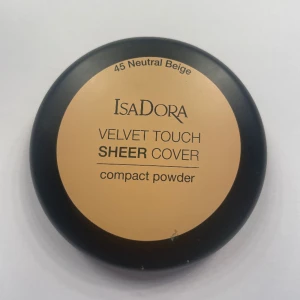 45 Neutral Beige
ISADORA
VELVET TOUCH
SHEER COVER
compact powder